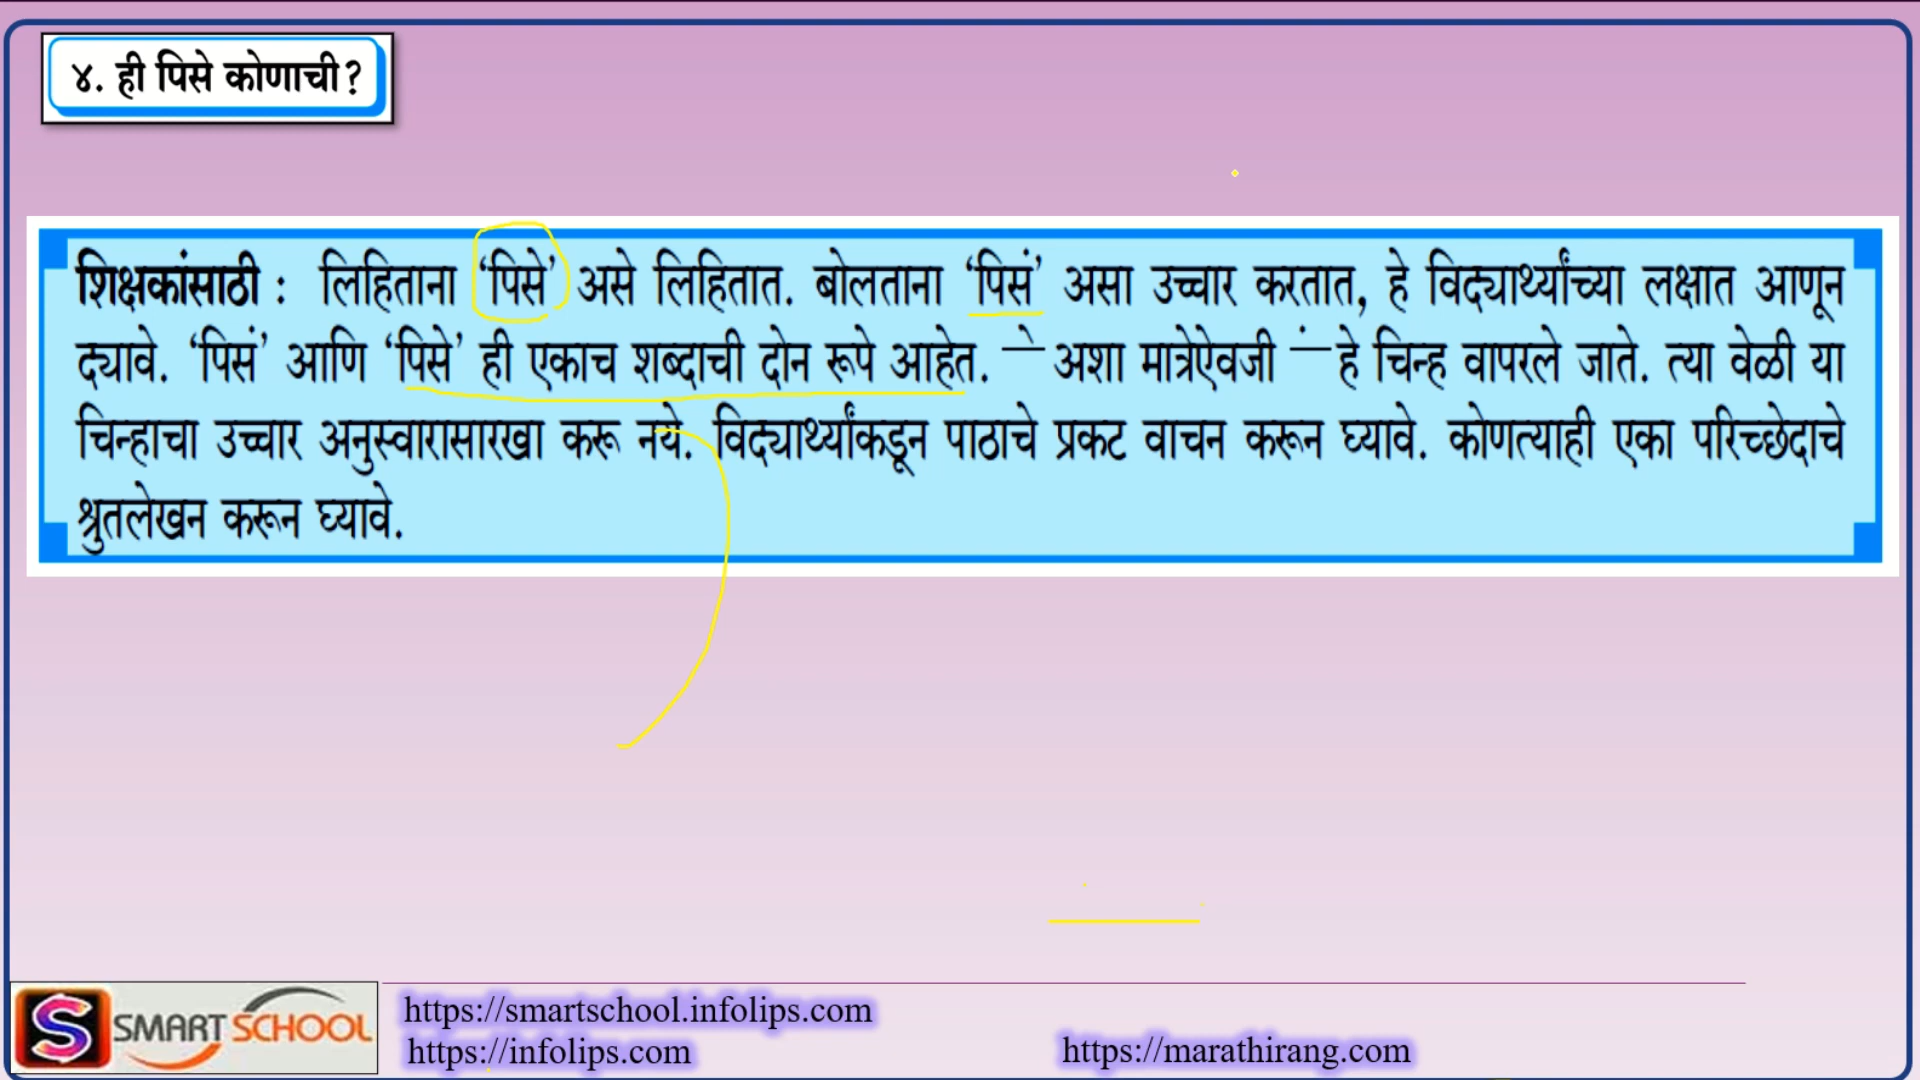 ४. ही पिसे कोणाची?
शिक्षकांसाठी : लिहिताना ‘पिसे’ असे लिहितात. बोलताना ‘पिसं’ असा उच्चार करतात, हे विद्यार्थ्यांच्या लक्षात आणून
द्यावे. ‘पिसं’ आणि ‘पिसे’ ही एकाच शब्दाची दोन रूपे आहेत. —े अशा मात्रेऐवजी —ं हे चिन्ह वापरले जाते. त्या वेळी या
चिन्हाचा उच्चार अनुस्वारासारखा करू नये. विद्यार्थ्यांकडून पाठाचे प्रकट वाचन करून घ्यावे. कोणत्याही एका परिच्छेदाचे
श्रुतलेखन करून घ्यावे.
S SMART SCHOOL
https://smartschool.infolips.com
https://infolips.com
https://marathirang.com